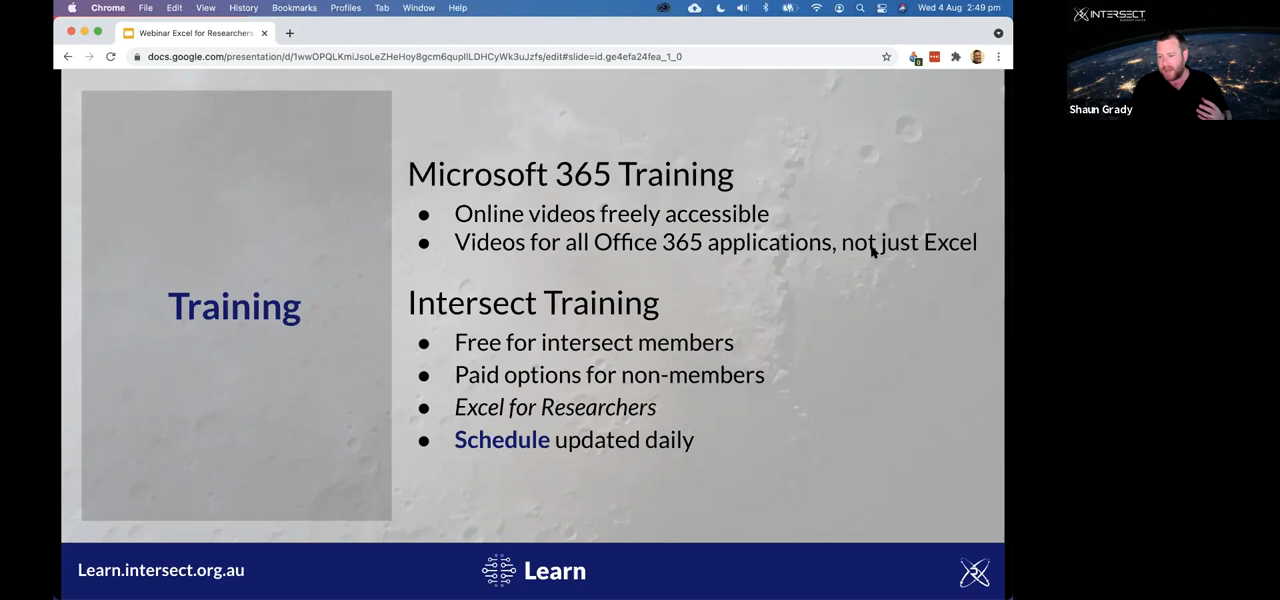 Chrome File Edit View History Bookmarks Profiles Tab Window Help Wed 4 Aug 2:49 pm
Webinar Excel for Researchers
docs.google.com/presentation/d/1wwOPQLKmiJsoLeZHeHoy8gcm6qupIlLDHCyWk3uJzfs/edit#slide=id.ge4efa24fea_1_0
INTERSECT
Shaun Grady
Training
Microsoft 365 Training
● Online videos freely accessible
● Videos for all Office 365 applications, not just Excel
Intersect Training
● Free for intersect members
● Paid options for non-members
● Excel for Researchers
● Schedule updated daily
Learn.intersect.org.au
Learn